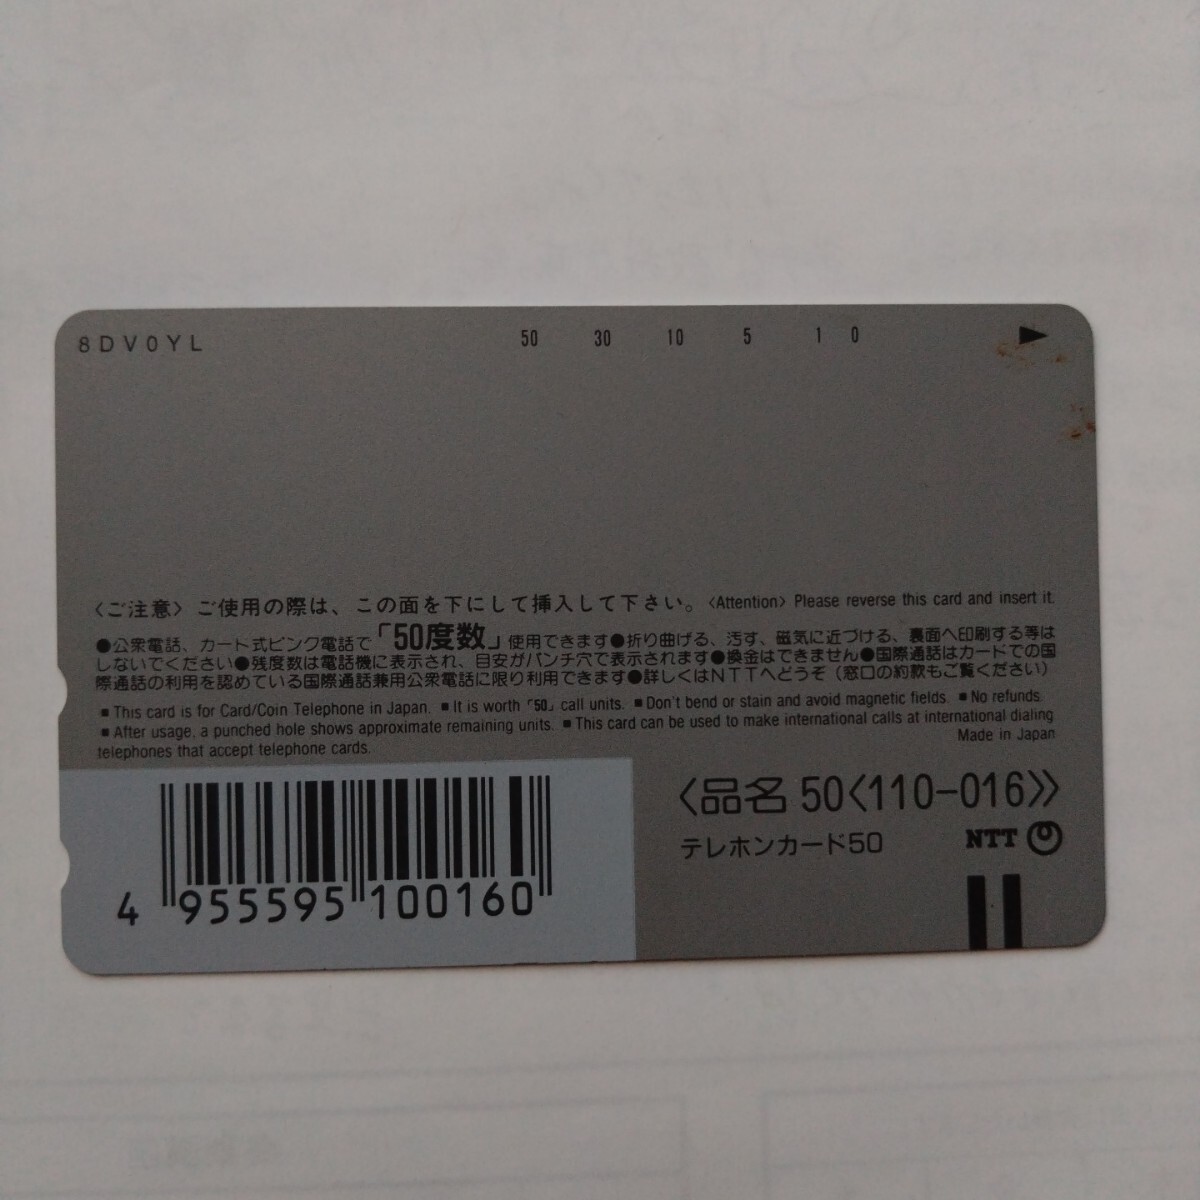 8DV0YL 50 30 10 5 1 0 ▶
〈ご注意〉ご使用の際は、この面を下にして挿入して下さい。〈Attention〉 Please reverse this card and insert it.
●公衆電話、カード式ピンク電話で「50度数」使用できます●折り曲げる、汚す、磁気に近づける、裏面へ印刷する等は
しないでください●残度数は電話機に表示され、目安がパンチ穴で表示されます●換金はできません●国際通話はカードでの国
際通話の利用を認めている国際通話兼用公衆電話に限り利用できます●詳しくはNTTへどうぞ（窓口の約款もご覧ください）
■ This card is for Card/Coin Telephone in Japan. ■ It is worth「50」call units. ■ Don't bend or stain and avoid magnetic fields. ■ No refunds.
■ After usage, a punched hole shows approximate remaining units. ■ This card can be used to make international calls at international dialing
telephones that accept telephone cards.
Made in Japan
〈品名 50〈110-016〉〉
テレホンカード50 NTT
4 955595 100160